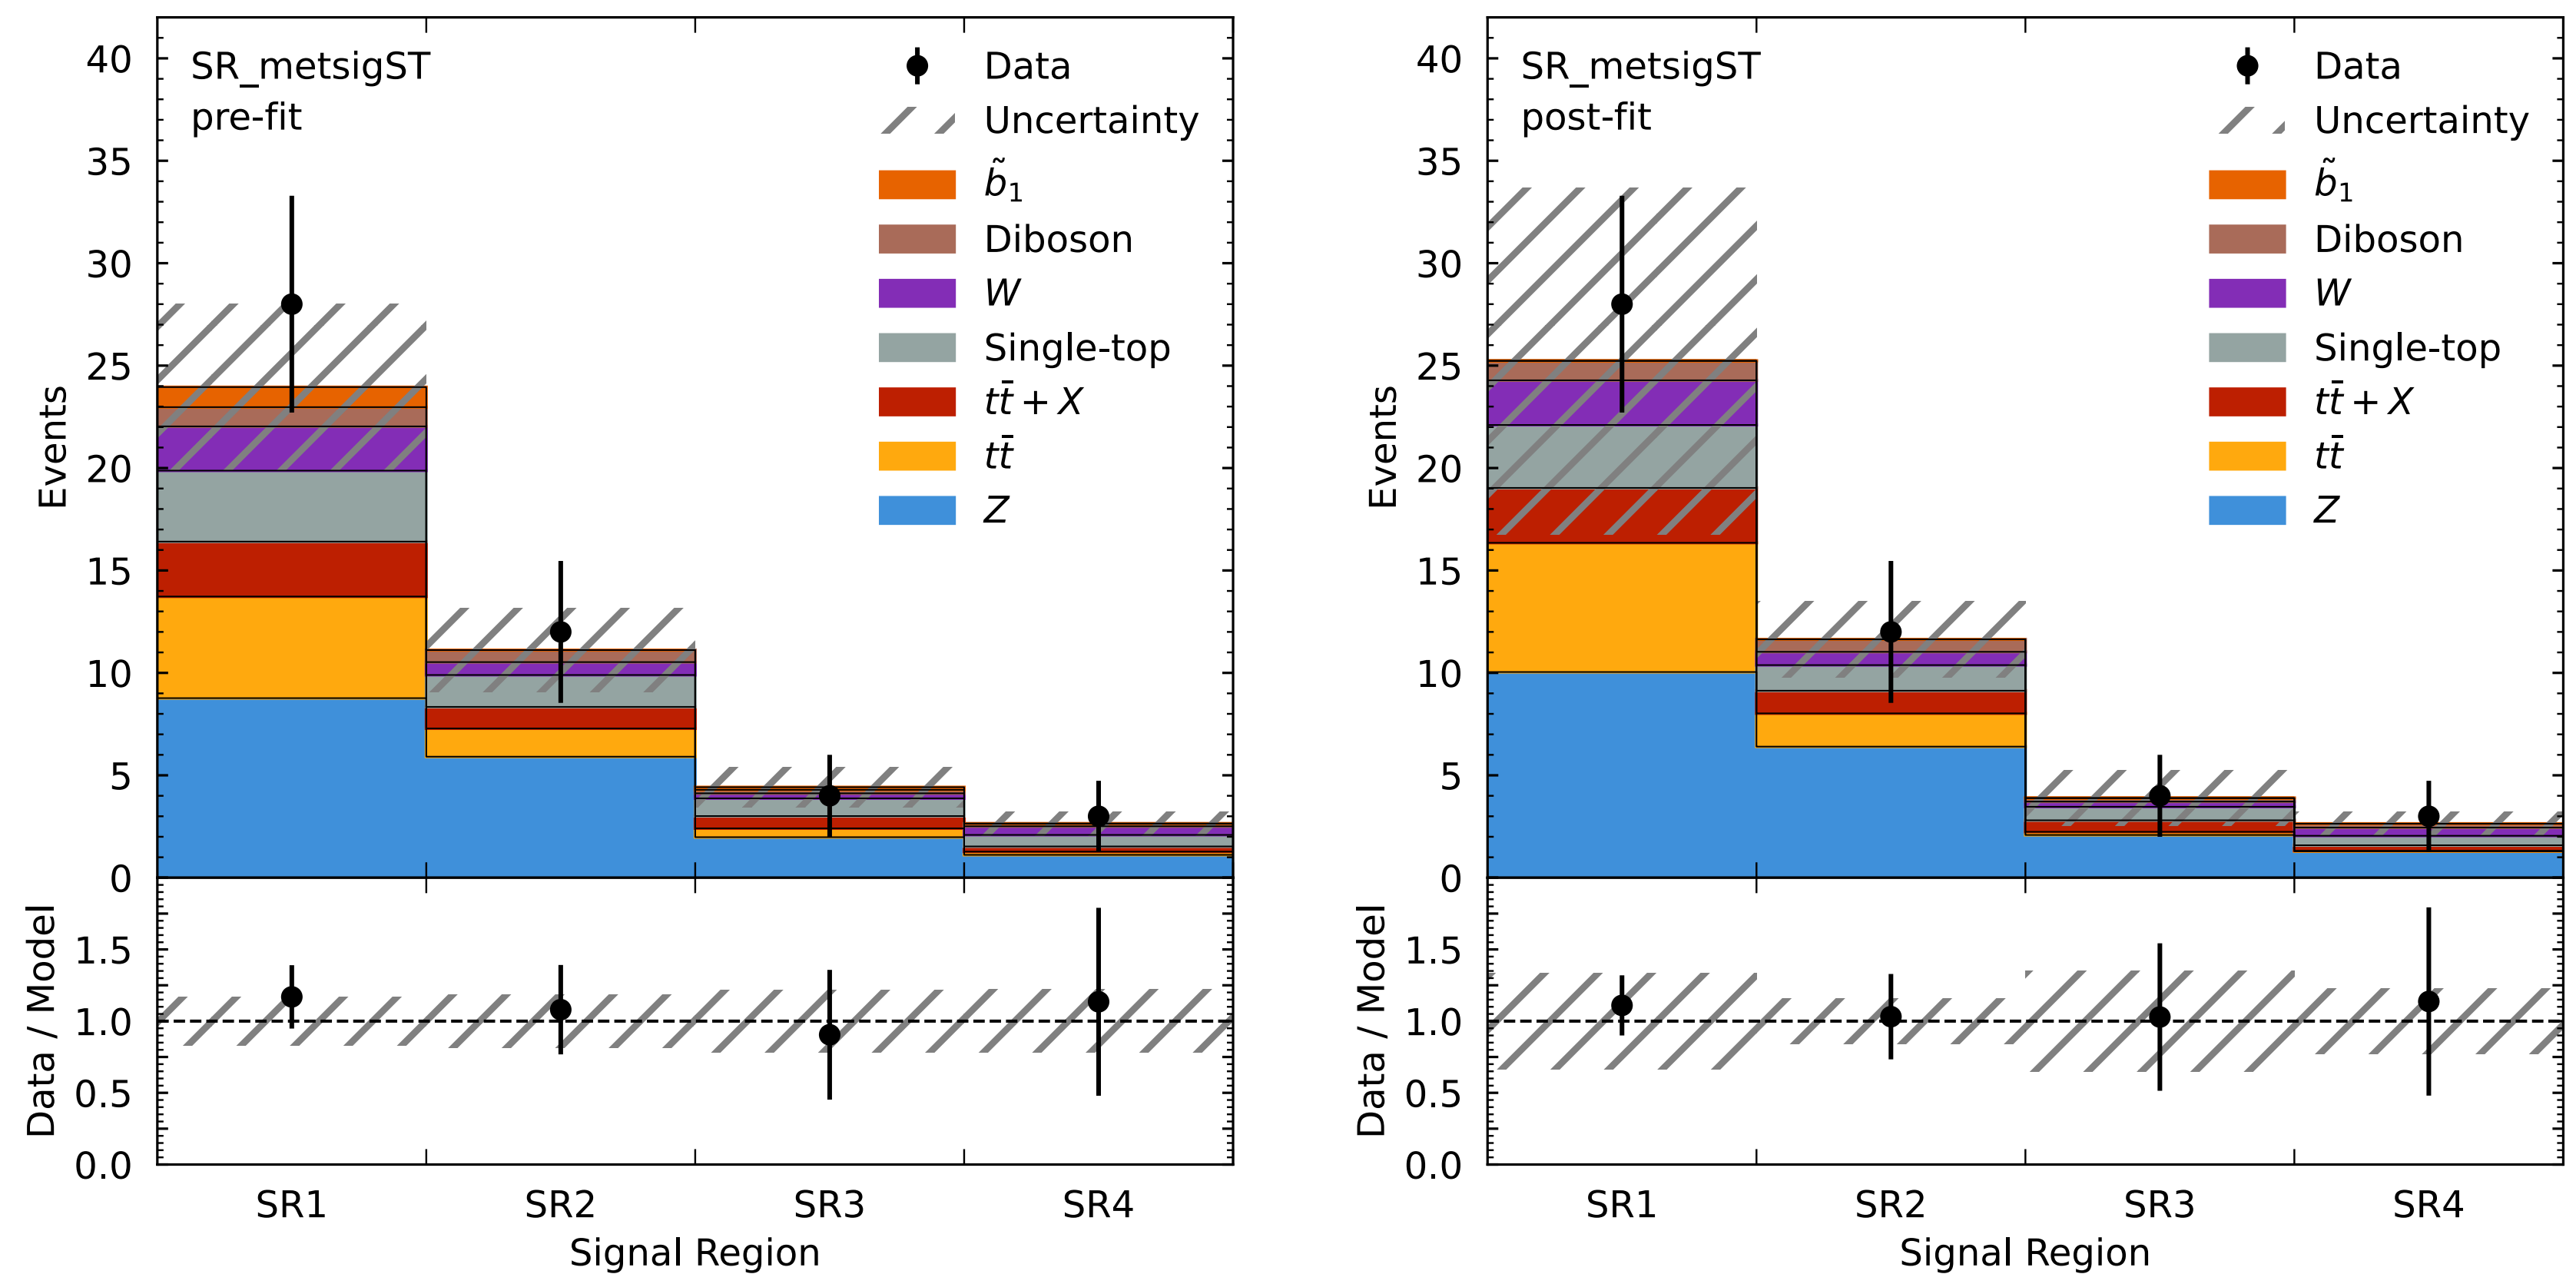 SR_metsigST
pre-fit
Data
Uncertainty
b̃₁
Diboson
W
Single-top
tt̄ + X
tt̄
Z
Events
40
35
30
25
20
15
10
5
0
Data / Model
1.5
1.0
0.5
0.0
SR1 SR2 SR3 SR4
Signal Region
SR_metsigST
post-fit
Data
Uncertainty
b̃₁
Diboson
W
Single-top
tt̄ + X
tt̄
Z
Events
40
35
30
25
20
15
10
5
0
Data / Model
1.5
1.0
0.5
0.0
SR1 SR2 SR3 SR4
Signal Region